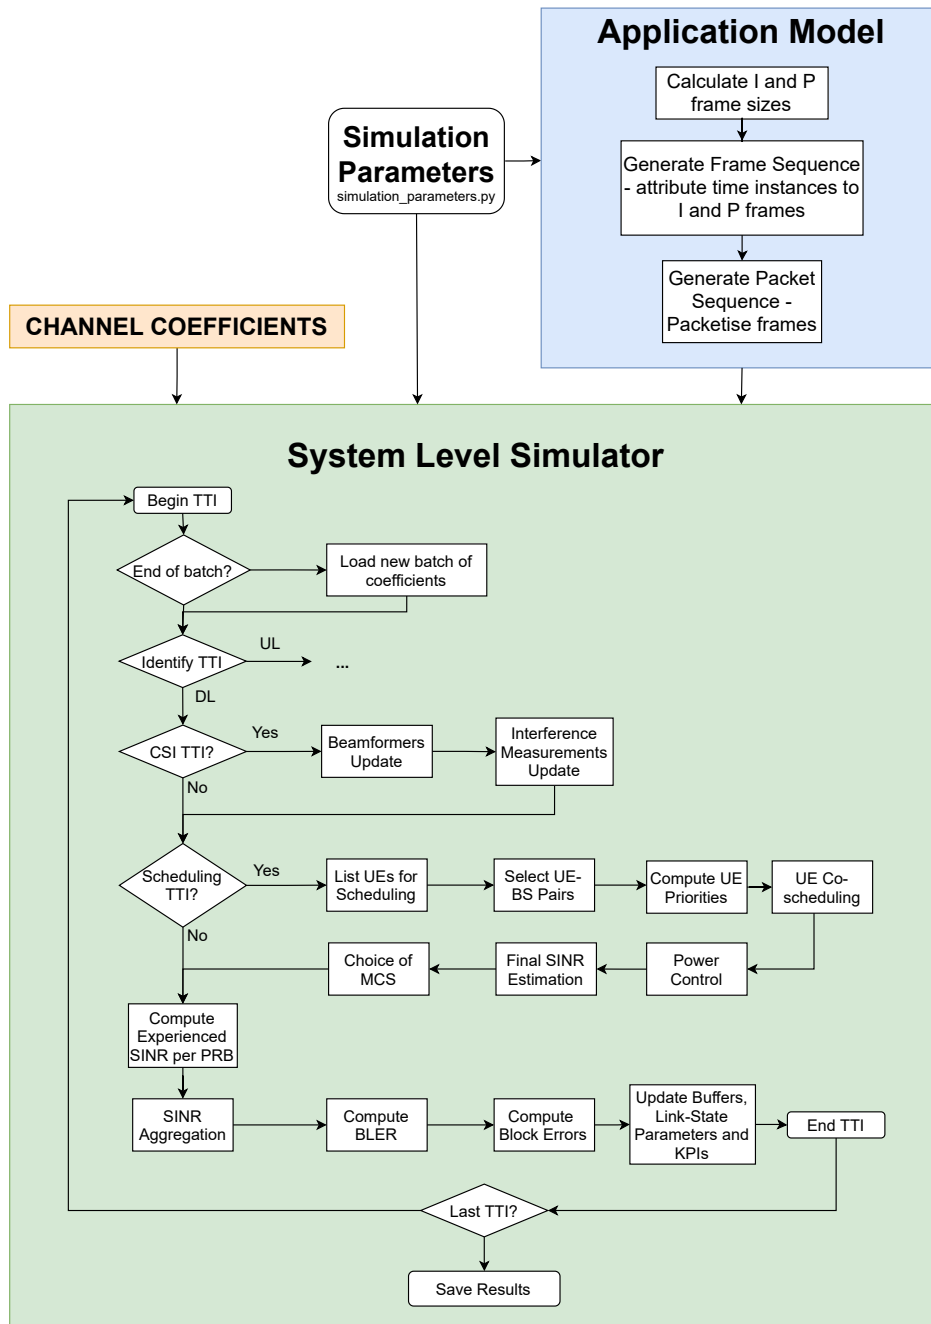 Application Model
Calculate I and P
frame sizes
Simulation
Parameters
simulation_parameters.py
Generate Frame Sequence
- attribute time instances to
I and P frames
Generate Packet
Sequence -
Packetise frames
CHANNEL COEFFICIENTS
System Level Simulator
Begin TTI
End of batch?
Load new batch of
coefficients
Identify TTI
UL
...
DL
CSI TTI?
Yes
Beamformers
Update
Interference
Measurements
Update
No
Scheduling
TTI?
Yes
List UEs for
Scheduling
Select UE-
BS Pairs
Compute UE
Priorities
UE Co-
scheduling
No
Choice of
MCS
Final SINR
Estimation
Power
Control
Compute
Experienced
SINR per PRB
SINR
Aggregation
Compute
BLER
Compute
Block Errors
Update Buffers,
Link-State
Parameters and
KPIs
End TTI
Last TTI?
Save Results